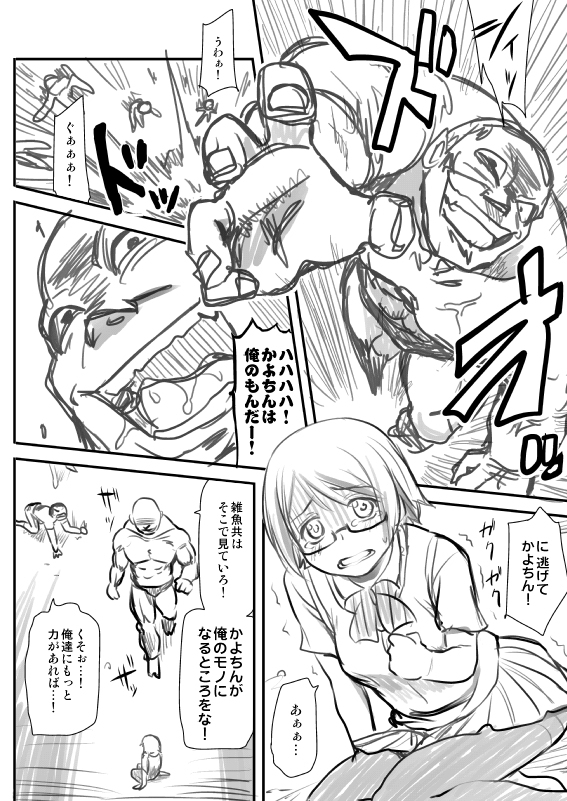 ズオッ
うわぁ!
ドドッ
ぐぁぁぁ!
ハハハハ!
かよちんは
俺のもんだー!
に逃げて
かよちん!
ガクガク
あぁぁ…
雑魚共は
そこで見ていろ!
かよちんが
俺のモノに
なるところをな!
くそぉ…!
俺達にもっと
力があれば…!